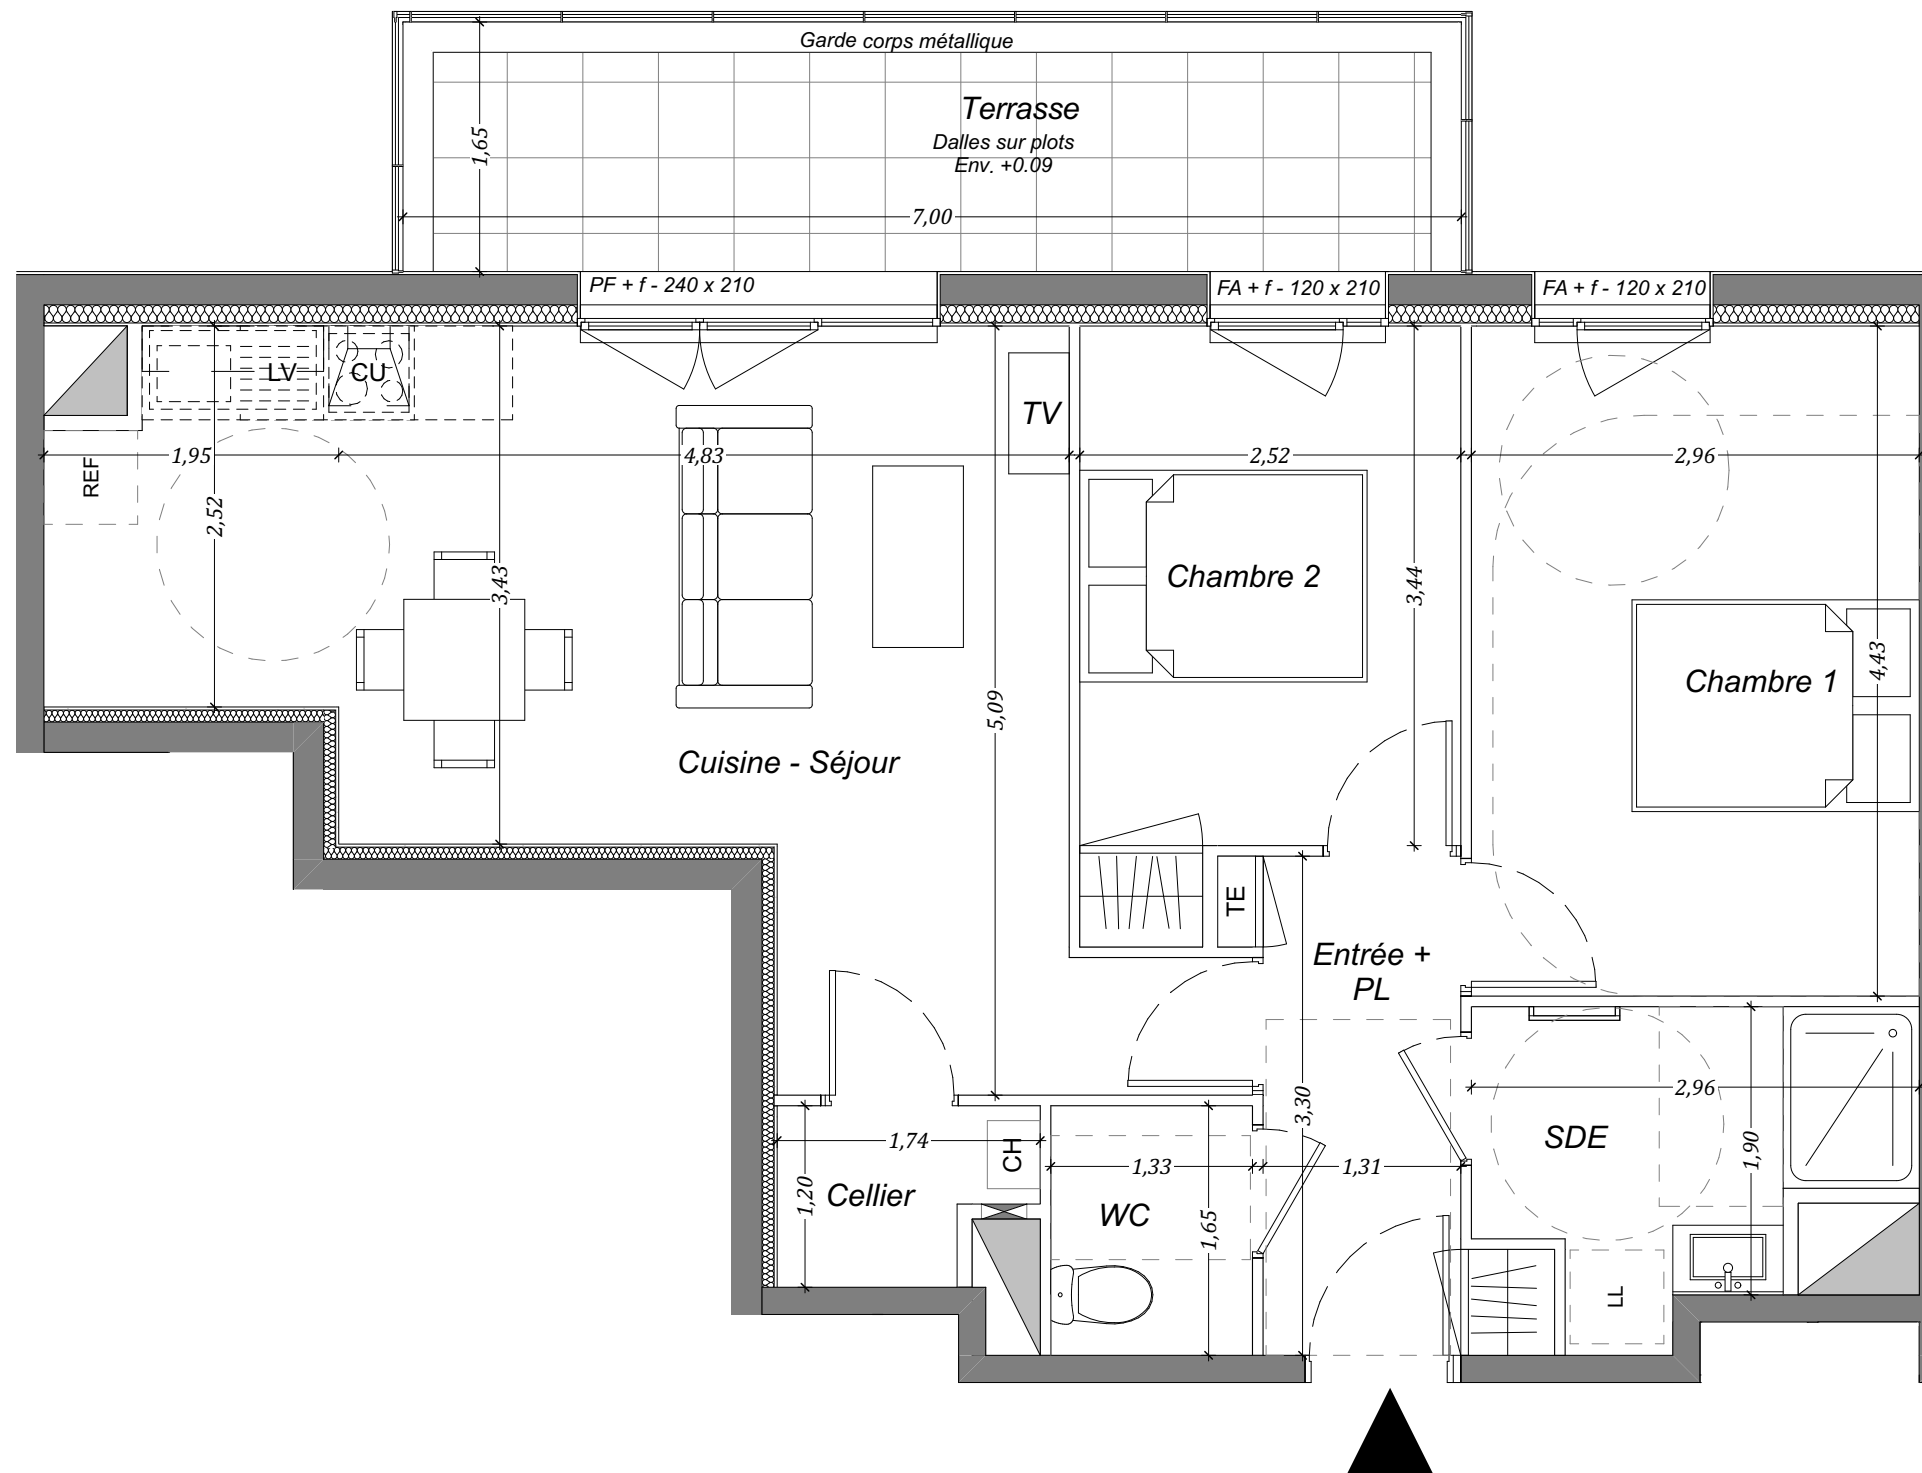 Garde corps métallique
Terrasse
Dalles sur plots
Env. +0.09
1,65
7,00
PF + f - 240 x 210
FA + f - 120 x 210
FA + f - 120 x 210
LV
CU
TV
REF
1,95
4,83
2,52
2,96
2,52
3,43
3,44
Chambre 2
4,43
Chambre 1
5,09
Cuisine - Séjour
TE
Entrée +
PL
3,30
2,96
1,74
CH
1,33
1,31
SDE
1,90
1,20
Cellier
WC
1,65
LL